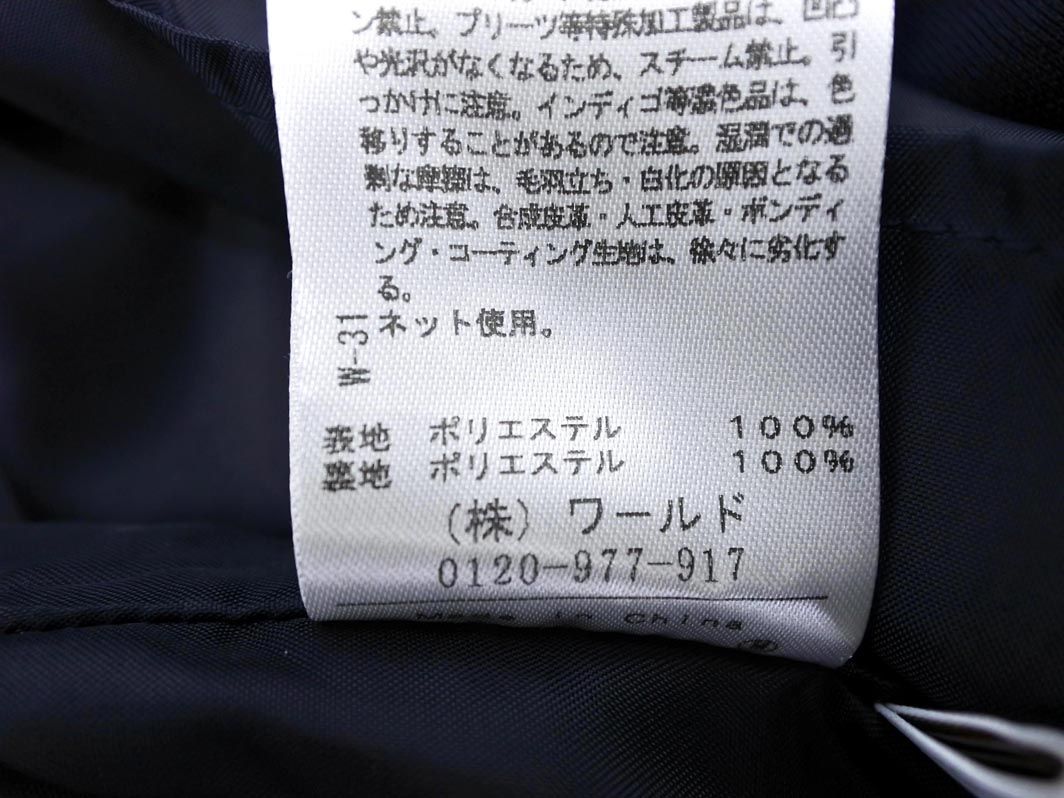 ン禁止。プリーツ等特殊加工製品は、凹凸
や光沢がなくなるため、スチーム禁止。引
っかけに注意。インディゴ等濃色品は、色
移りすることがあるので注意。湿潤での過
剰な摩擦は、毛羽立ち・白化の原因となる
ため注意。合成皮革・人工皮革・ボンディ
ング・コーティング生地は、徐々に劣化す
る。
ネット使用。
W-31
表地 ポリエステル 100%
裏地 ポリエステル 100%
(株) ワールド
0120-977-917
Made in China